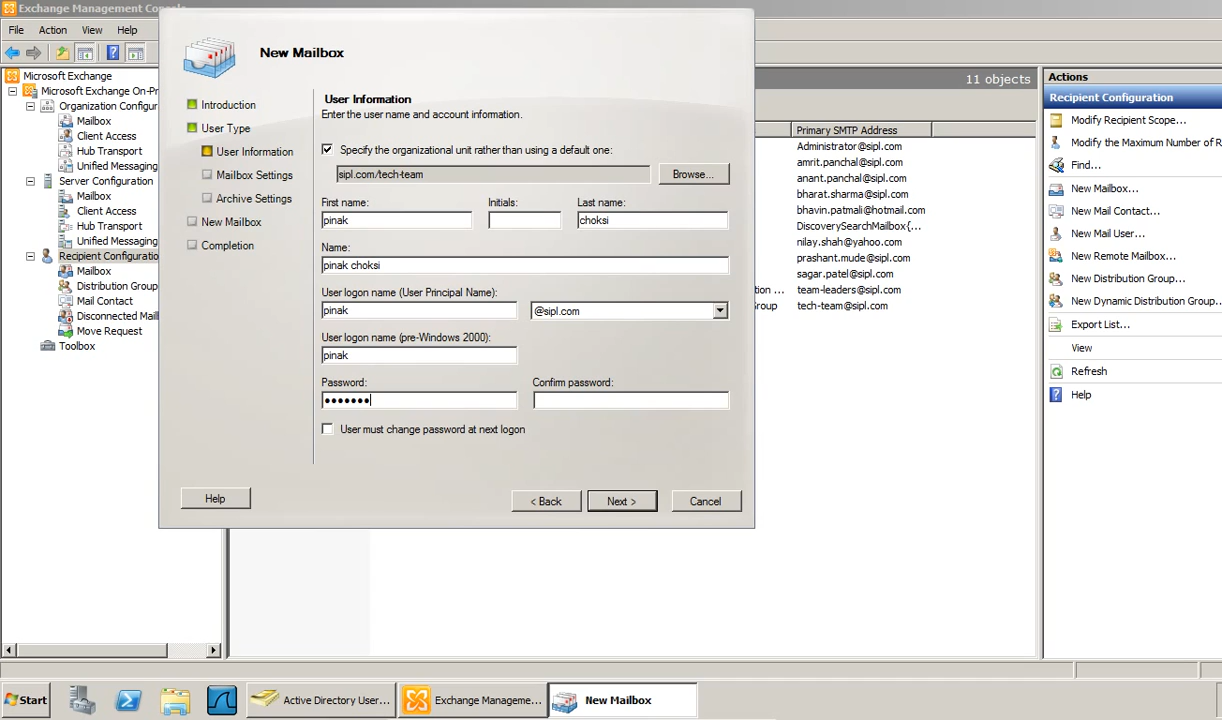 Exchange Management Console
File Action View Help
Microsoft Exchange
Microsoft Exchange On-Pr
Organization Configur
Mailbox
Client Access
Hub Transport
Unified Messaging
Server Configuration
Mailbox
Client Access
Hub Transport
Unified Messaging
Recipient Configuratio
Mailbox
Distribution Group
Mail Contact
Disconnected Mail
Move Request
Toolbox
New Mailbox
Introduction
User Type
User Information
Mailbox Settings
Archive Settings
New Mailbox
Completion
User Information
Enter the user name and account information.
Specify the organizational unit rather than using a default one:
sipl.com/tech-team
Browse...
First name: Initials: Last name:
pinak choksi
Name:
pinak choksi
User logon name (User Principal Name):
pinak @sipl.com
User logon name (pre-Windows 2000):
pinak
Password: Confirm password:
●●●●●●●
User must change password at next logon
Help < Back Next > Cancel
11 objects
Primary SMTP Address
Administrator@sipl.com
amrit.panchal@sipl.com
anant.panchal@sipl.com
bharat.sharma@sipl.com
bhavin.patmali@hotmail.com
DiscoverySearchMailbox{...
nilay.shah@yahoo.com
prashant.mude@sipl.com
sagar.patel@sipl.com
tion ... team-leaders@sipl.com
Group tech-team@sipl.com
Actions
Recipient Configuration
Modify Recipient Scope...
Modify the Maximum Number of R
Find...
New Mailbox...
New Mail Contact...
New Mail User...
New Remote Mailbox...
New Distribution Group...
New Dynamic Distribution Group...
Export List...
View
Refresh
Help
Start Active Directory User... Exchange Manageme... New Mailbox